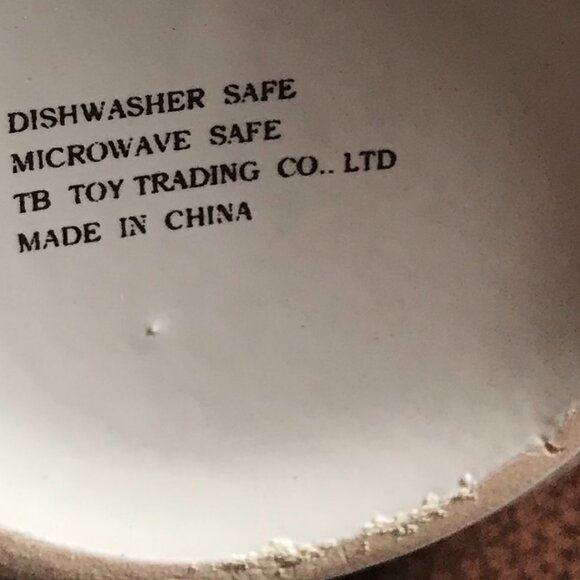 DISHWASHER SAFE
MICROWAVE SAFE
TB TOY TRADING CO.. LTD
MADE IN CHINA